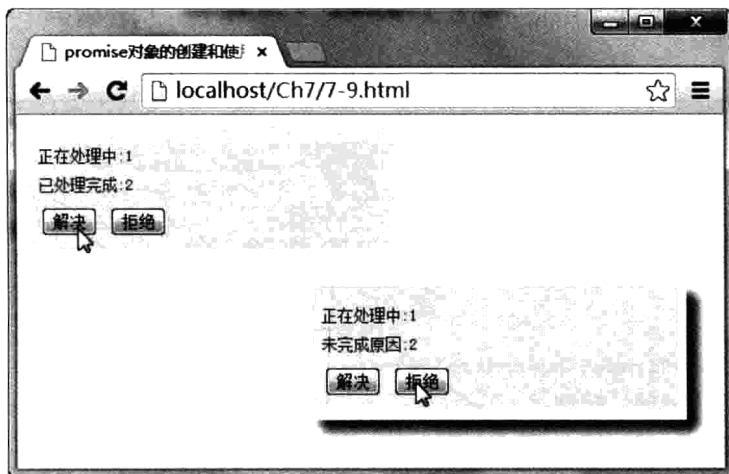 promise对象的创建和使用
localhost/Ch7/7-9.html
正在处理中:1
已处理完成:2
解决 拒绝
正在处理中:1
未完成原因:2
解决 拒绝